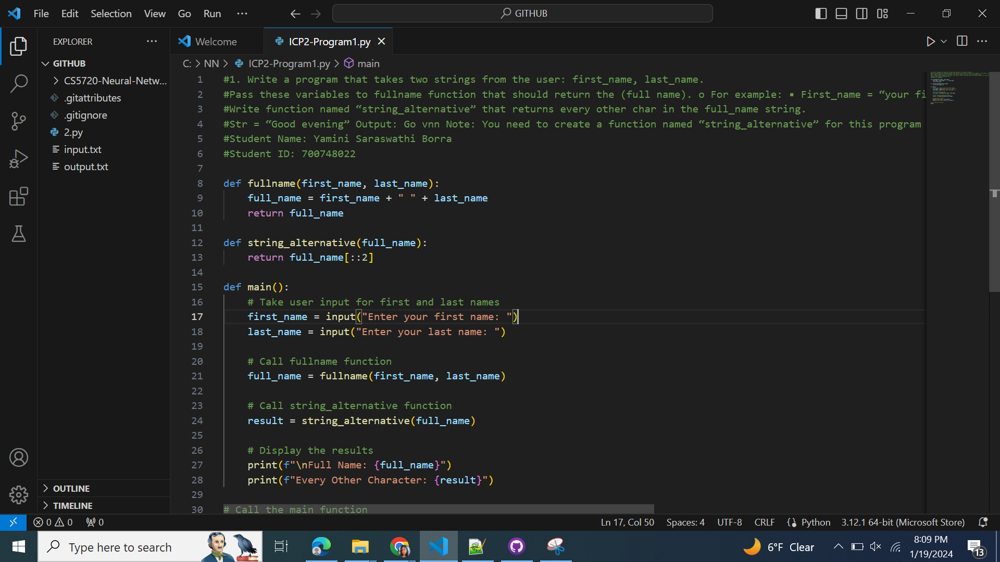 File Edit Selection View Go Run ··· GITHUB
EXPLORER ···
Welcome ICP2-Program1.py
GITHUB
CS5720-Neural-Netw...
.gitattributes
.gitignore
2.py
input.txt
output.txt
OUTLINE
TIMELINE
C: > NN > ICP2-Program1.py > main
1 #1. Write a program that takes two strings from the user: first_name, last_name.
2 #Pass these variables to fullname function that should return the (full name). o For example: ▪ First_name = “your fi
3 #Write function named “string_alternative” that returns every other char in the full_name string.
4 #Str = “Good evening” Output: Go vnn Note: You need to create a function named “string_alternative” for this program
5 #Student Name: Yamini Saraswathi Borra
6 #Student ID: 700748022
7
8 def fullname(first_name, last_name):
9     full_name = first_name + " " + last_name
10     return full_name
11
12 def string_alternative(full_name):
13     return full_name[::2]
14
15 def main():
16     # Take user input for first and last names
17     first_name = input("Enter your first name: ")
18     last_name = input("Enter your last name: ")
19
20     # Call fullname function
21     full_name = fullname(first_name, last_name)
22
23     # Call string_alternative function
24     result = string_alternative(full_name)
25
26     # Display the results
27     print(f"\nFull Name: {full_name}")
28     print(f"Every Other Character: {result}")
29
30 # Call the main function
0 0 0 Ln 17, Col 50 Spaces: 4 UTF-8 CRLF {} Python 3.12.1 64-bit (Microsoft Store)
Type here to search 6°F Clear 8:09 PM
1/19/2024
13